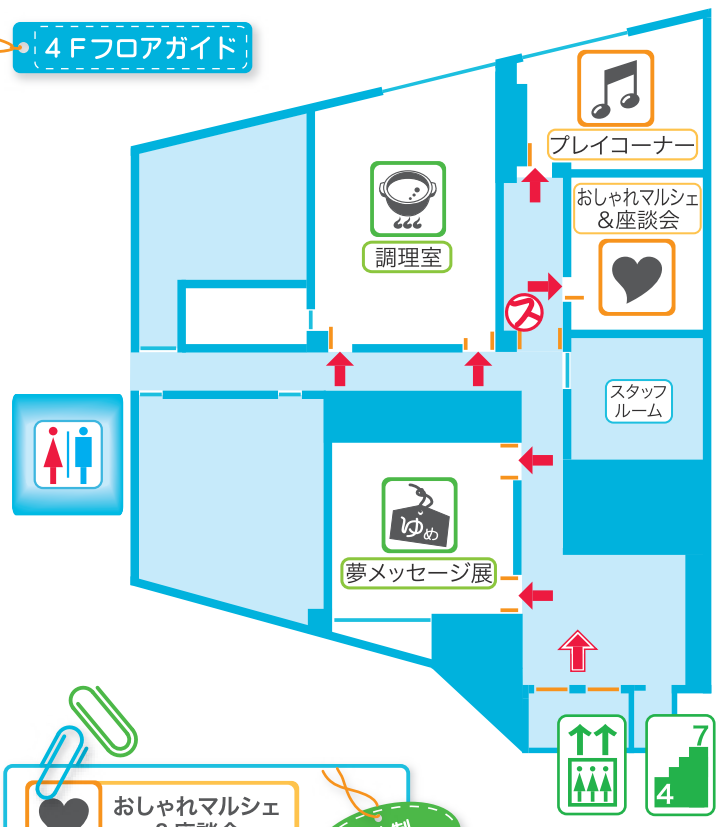 4Fフロアガイド
プレイコーナー
おしゃれマルシェ
&座談会
調理室
ス
スタッフ
ルーム
ゆめ
夢メッセージ展
7
4
おしゃれマルシェ